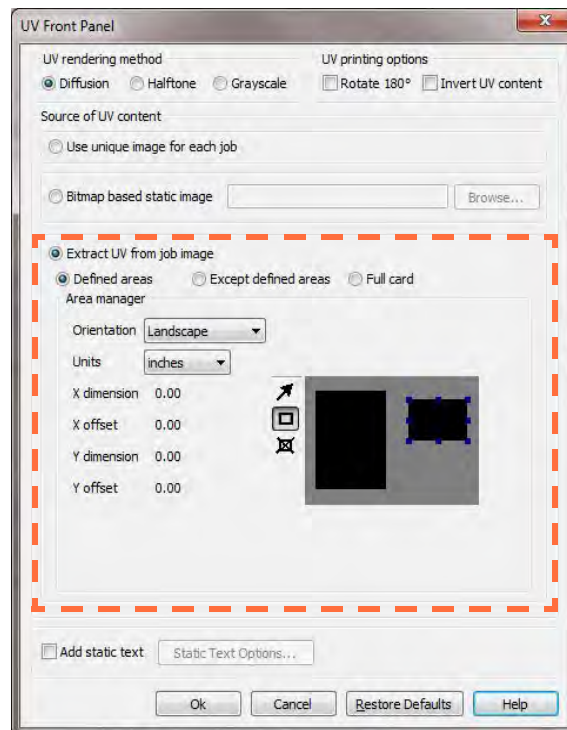 UV Front Panel
UV rendering method
UV printing options
Diffusion
Halftone
Grayscale
Rotate 180°
Invert UV content
Source of UV content
Use unique image for each job
Bitmap based static image
Browse...
Extract UV from job image
Defined areas
Except defined areas
Full card
Area manager
Orientation
Landscape
Units
inches
X dimension 0.00
X offset 0.00
Y dimension 0.00
Y offset 0.00
Add static text
Static Text Options...
Ok
Cancel
Restore Defaults
Help